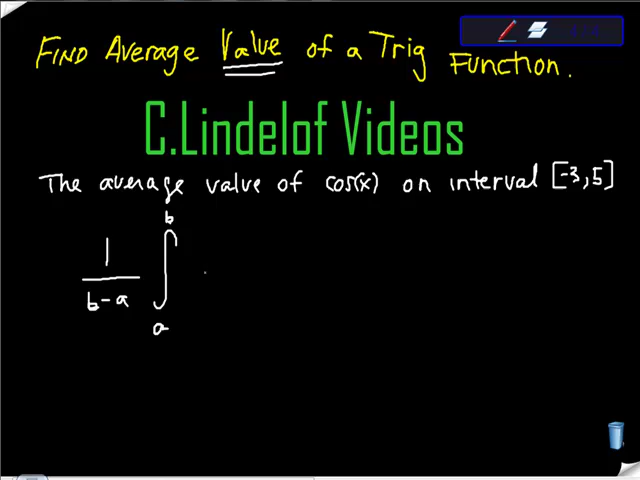 FIND Average Value of a Trig Function.
C.Lindelof Videos
The average value of cos(x) on interval [-3,5]
b
1
∫
b-a
a